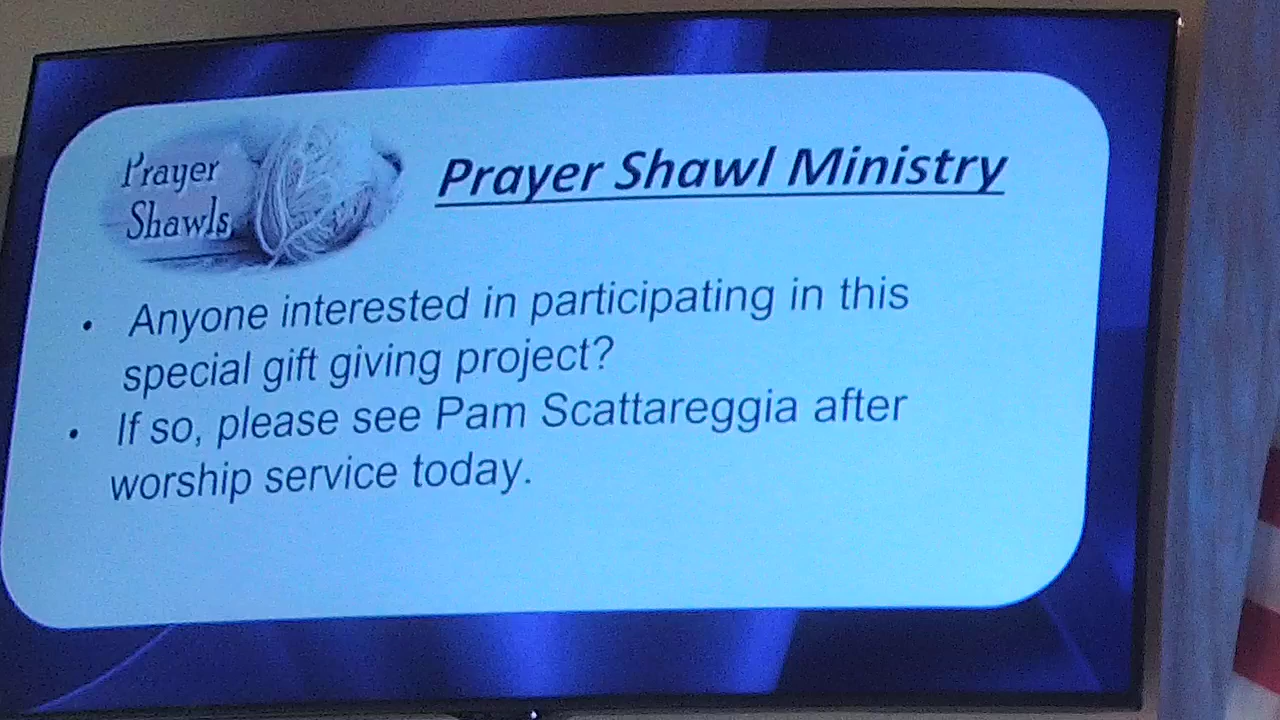 Prayer
Shawls
Prayer Shawl Ministry
• Anyone interested in participating in this
special gift giving project?
• If so, please see Pam Scattareggia after
worship service today.